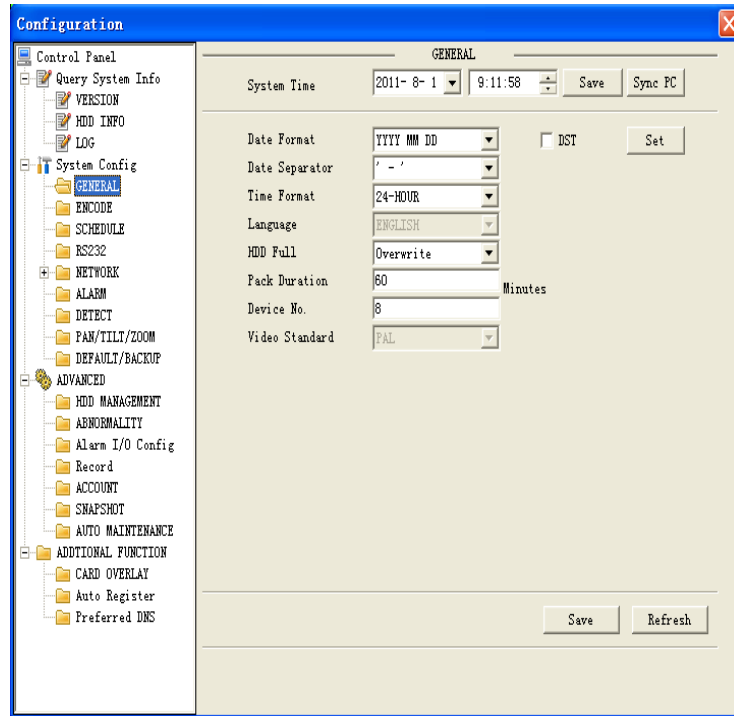 Configuration
Control Panel
Query System Info
VERSION
HDD INFO
LOG
System Config
GENERAL
ENCODE
SCHEDULE
RS232
NETWORK
ALARM
DETECT
PAN/TILT/ZOOM
DEFAULT/BACKUP
ADVANCED
HDD MANAGEMENT
ABNORMALITY
Alarm I/O Config
Record
ACCOUNT
SNAPSHOT
AUTO MAINTENANCE
ADDTIONAL FUNCTION
CARD OVERLAY
Auto Register
Preferred DNS
GENERAL
System Time 2011- 8- 1 9:11:58 Save Sync PC
Date Format YYYY MM DD DST Set
Date Separator ' - '
Time Format 24-HOUR
Language ENGLISH
HDD Full Overwrite
Pack Duration 60 Minutes
Device No. 8
Video Standard PAL
Save Refresh